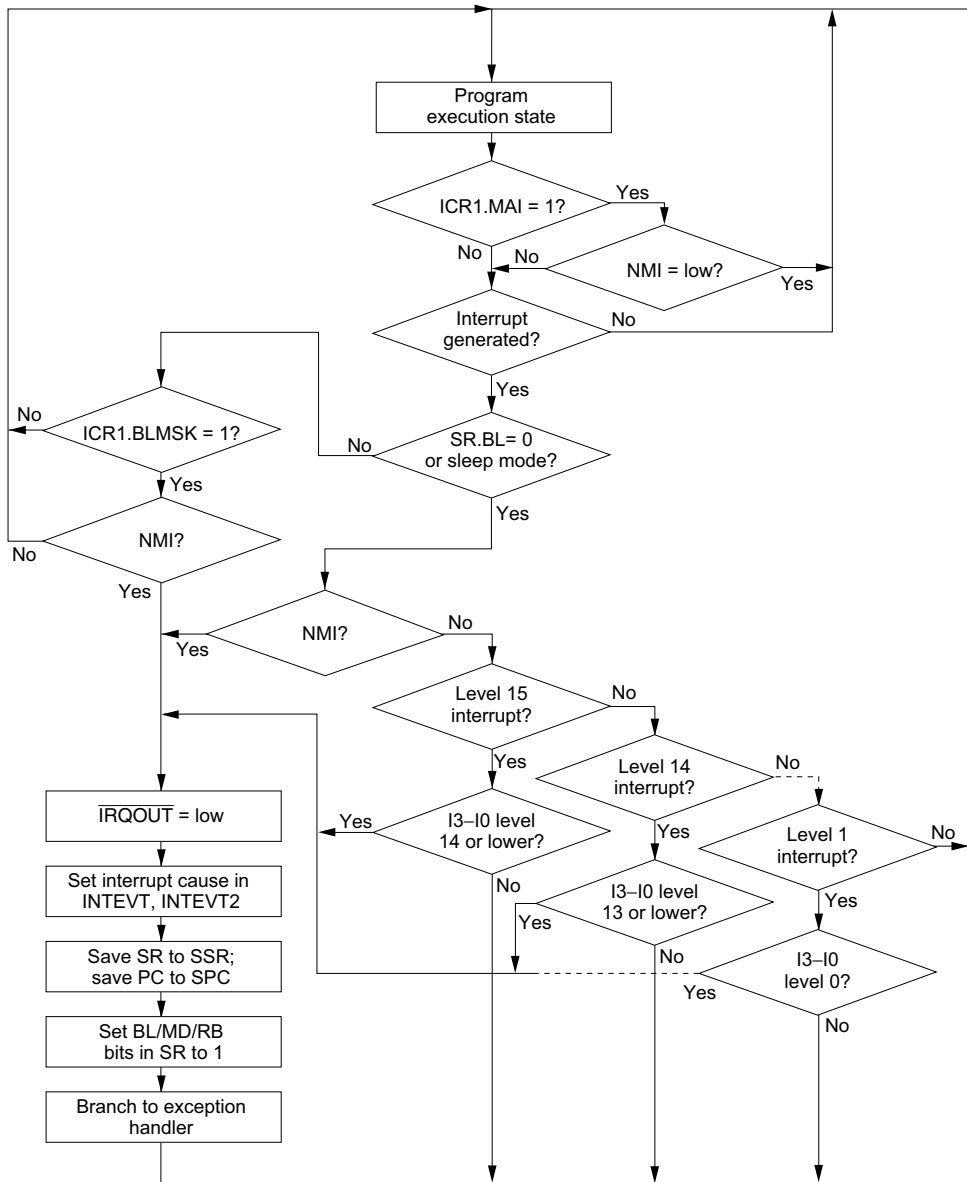 Program
execution state
ICR1.MAI = 1?
Yes
No
NMI = low?
No
Yes
Interrupt
generated?
No
Yes
SR.BL= 0
or sleep mode?
No
Yes
ICR1.BLMSK = 1?
No
Yes
NMI?
No
Yes
NMI?
Yes
No
Level 15
interrupt?
No
Yes
Level 14
interrupt?
No
Yes
Level 1
interrupt?
No
Yes
I3–I0 level
14 or lower?
Yes
No
I3–I0 level
13 or lower?
Yes
No
I3–I0
level 0?
Yes
No
IRQOUT = low
Set interrupt cause in
INTEVT, INTEVT2
Save SR to SSR;
save PC to SPC
Set BL/MD/RB
bits in SR to 1
Branch to exception
handler